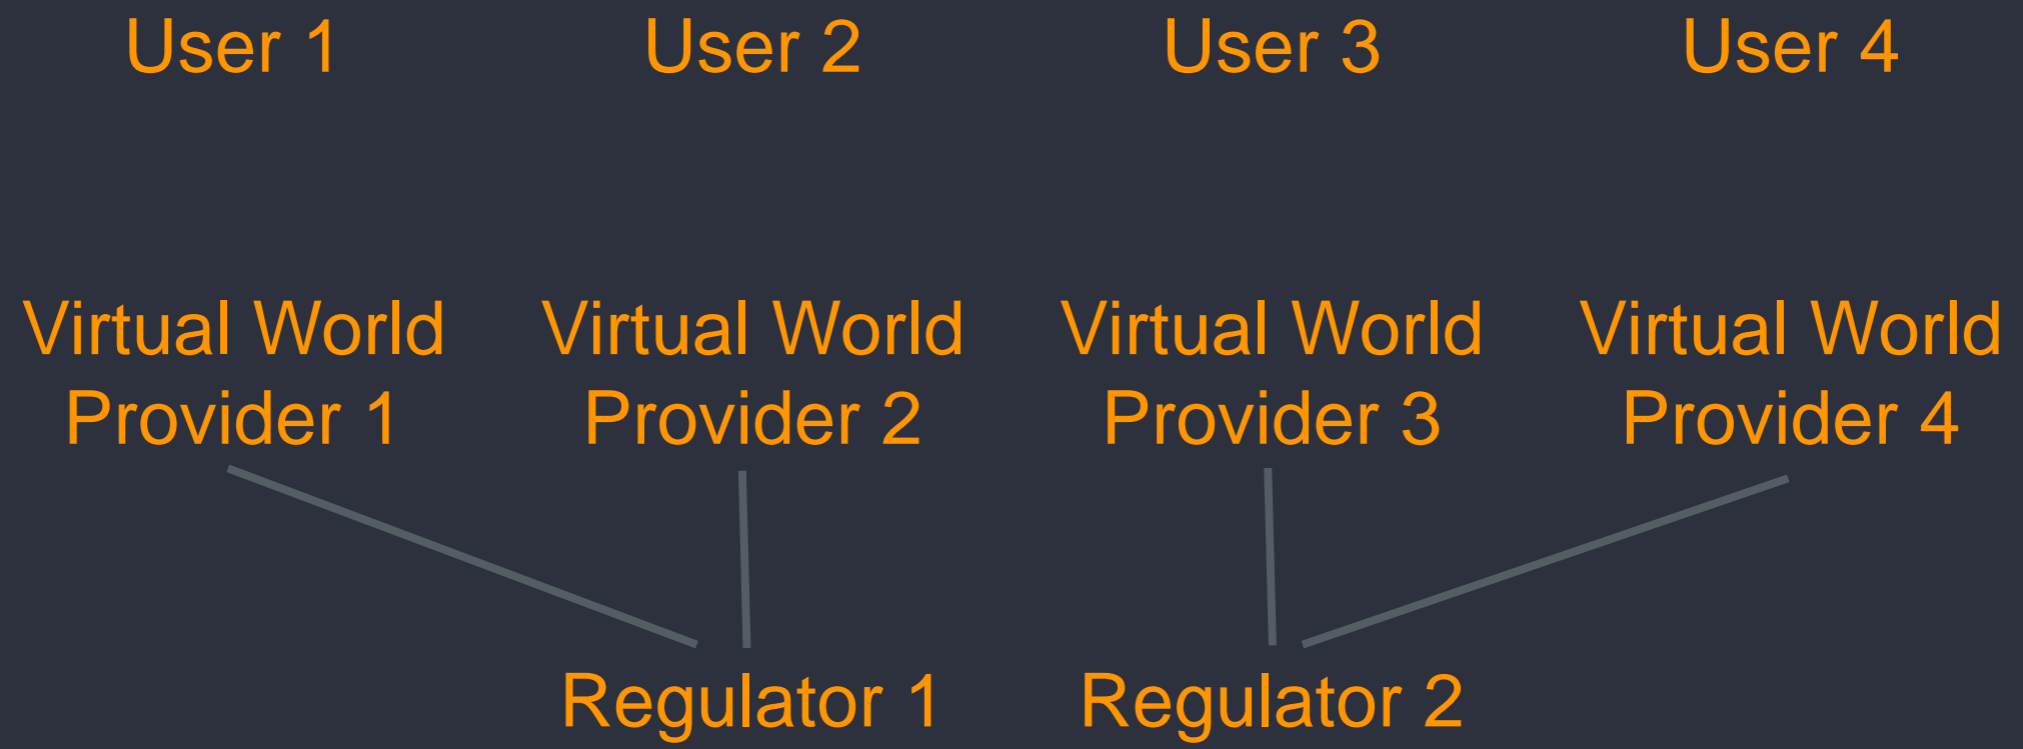 User 1
User 2
User 3
User 4
Virtual World
Provider 1
Virtual World
Provider 2
Virtual World
Provider 3
Virtual World
Provider 4
Regulator 1
Regulator 2